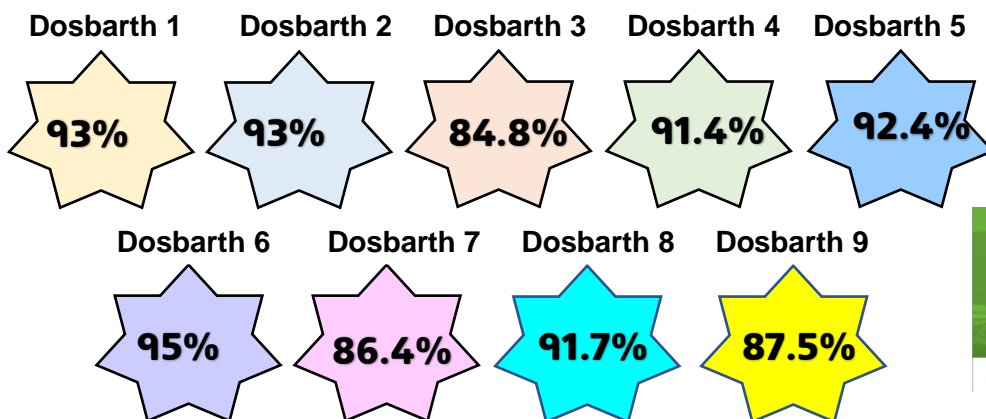 Dosbarth 1 Dosbarth 2 Dosbarth 3 Dosbarth 4 Dosbarth 5
93% 93% 84.8% 91.4% 92.4%
Dosbarth 6 Dosbarth 7 Dosbarth 8 Dosbarth 9
95% 86.4% 91.7% 87.5%